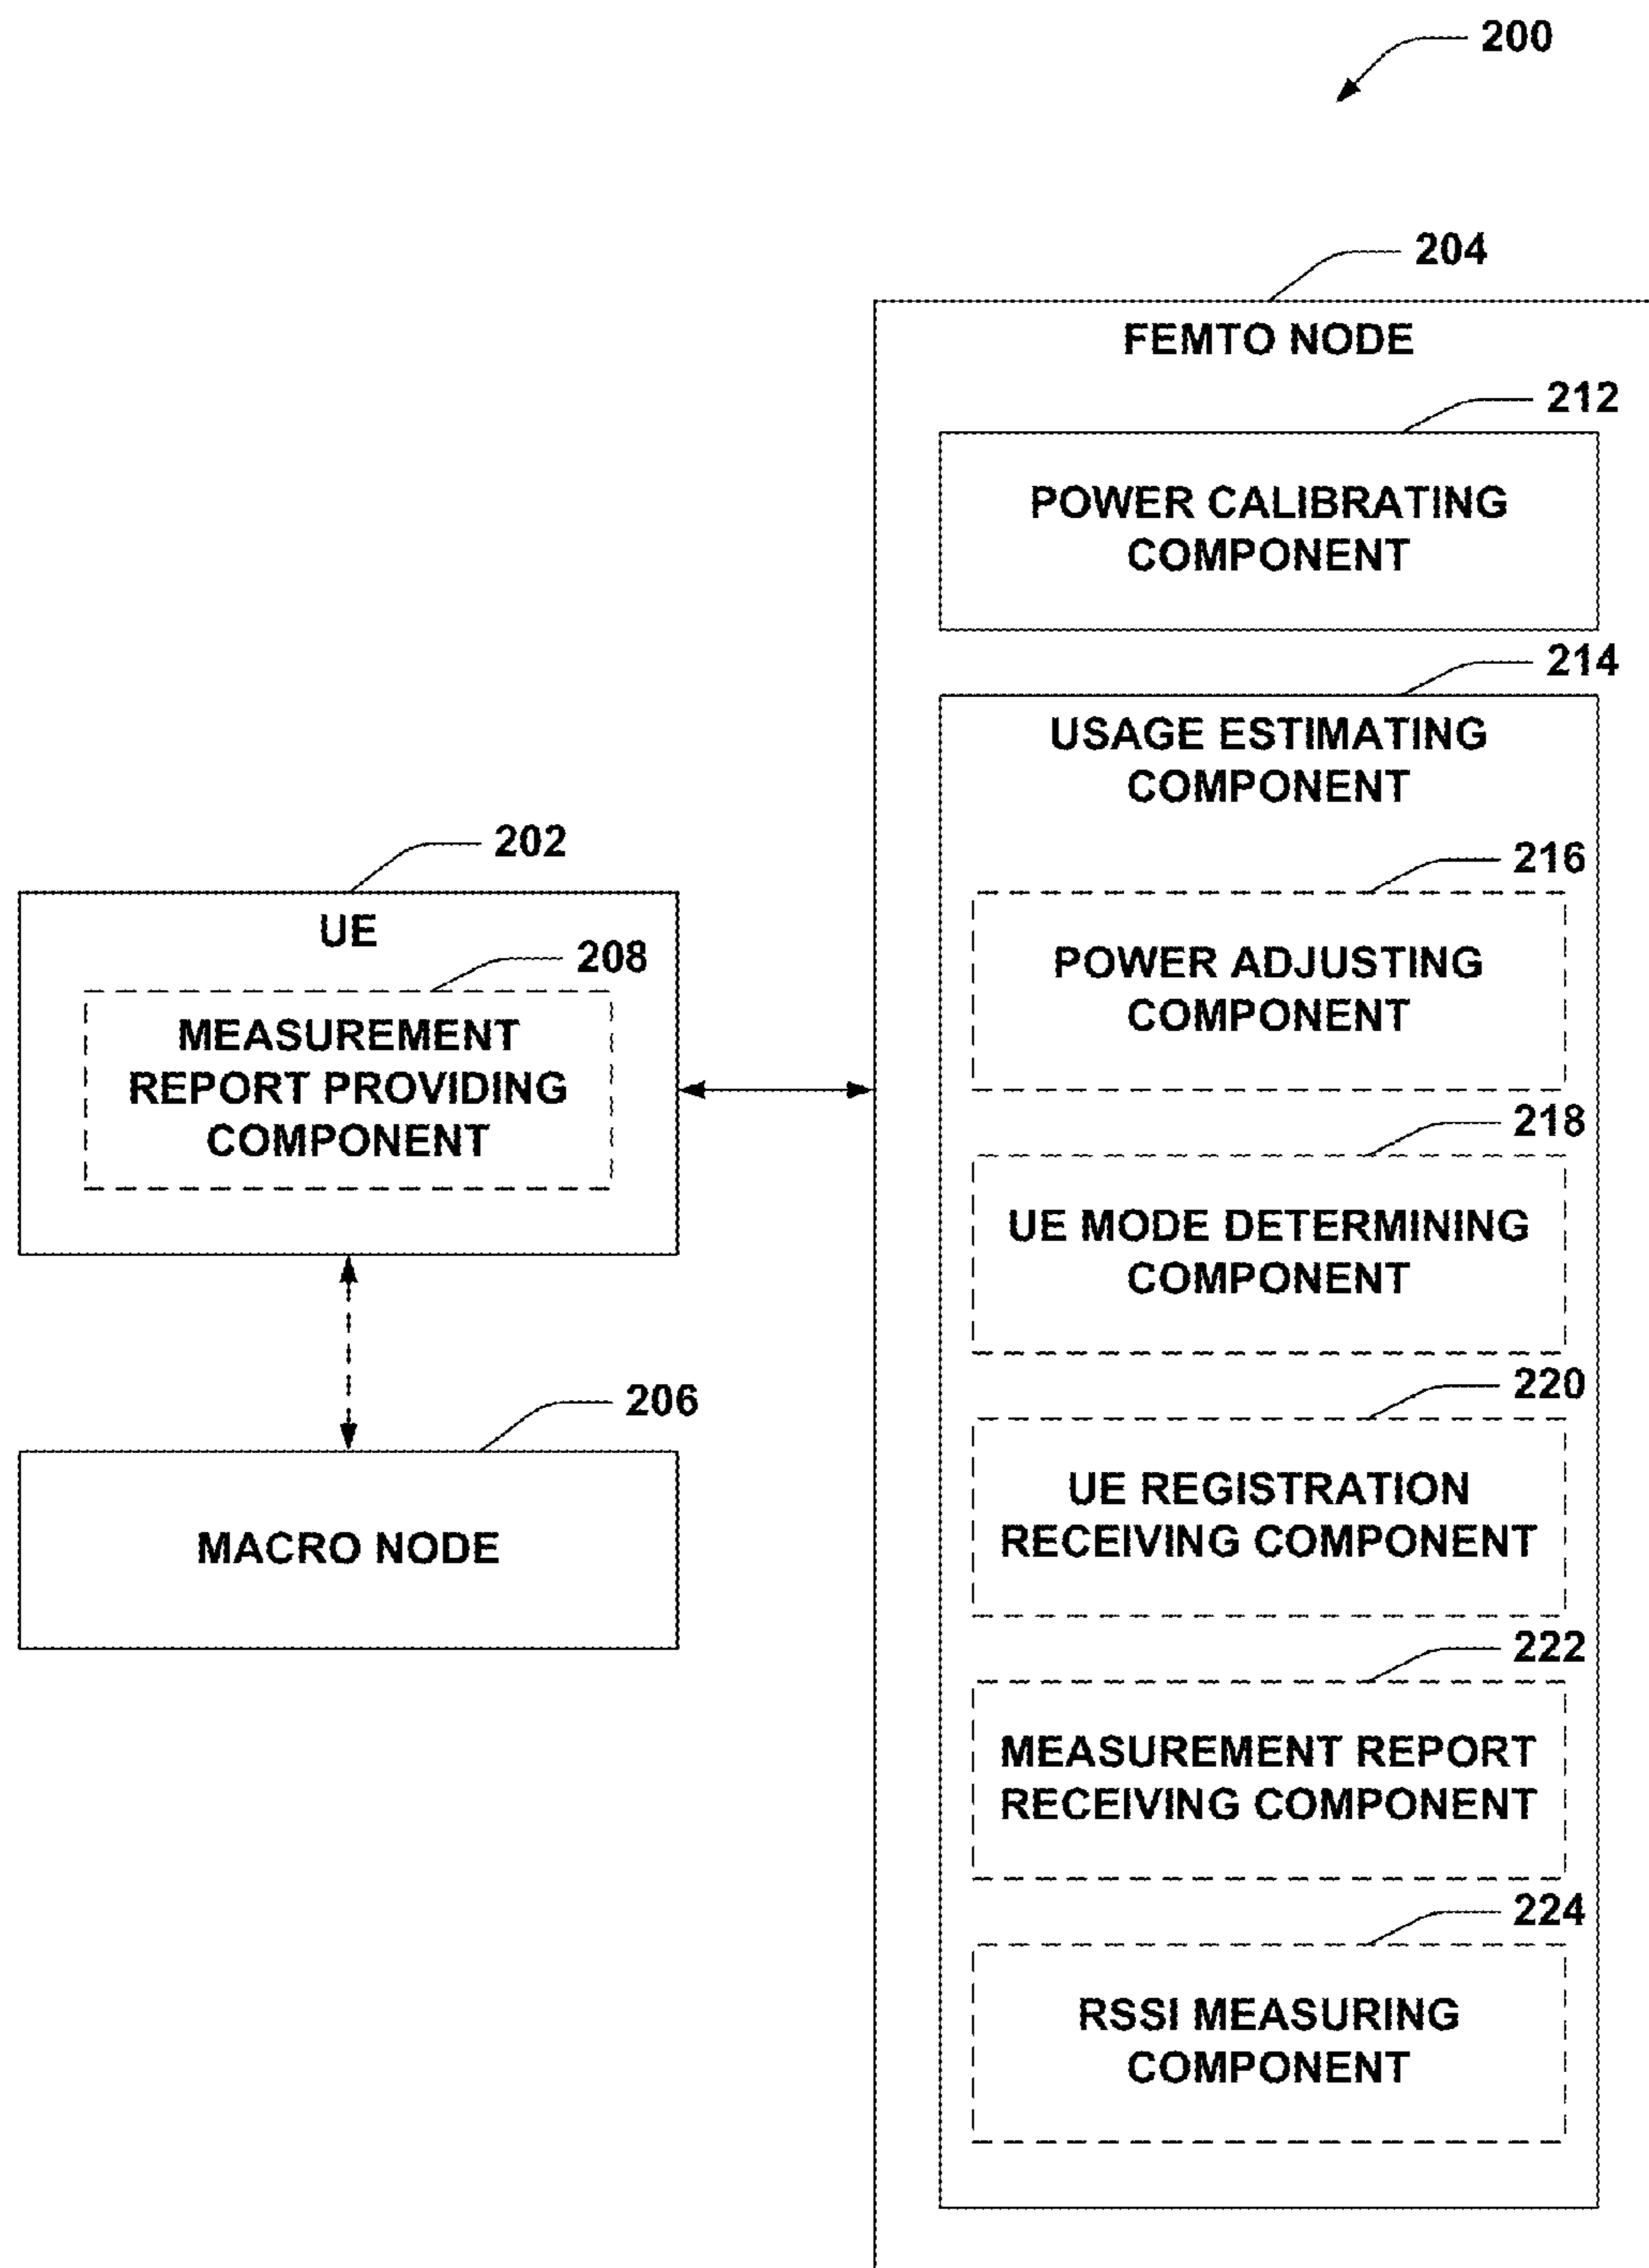 200
204
FEMTO NODE
212
POWER CALIBRATING
COMPONENT
214
USAGE ESTIMATING
COMPONENT
202
UE
208
MEASUREMENT
REPORT PROVIDING
COMPONENT
216
POWER ADJUSTING
COMPONENT
218
UE MODE DETERMINING
COMPONENT
206
MACRO NODE
220
UE REGISTRATION
RECEIVING COMPONENT
222
MEASUREMENT REPORT
RECEIVING COMPONENT
224
RSSI MEASURING
COMPONENT